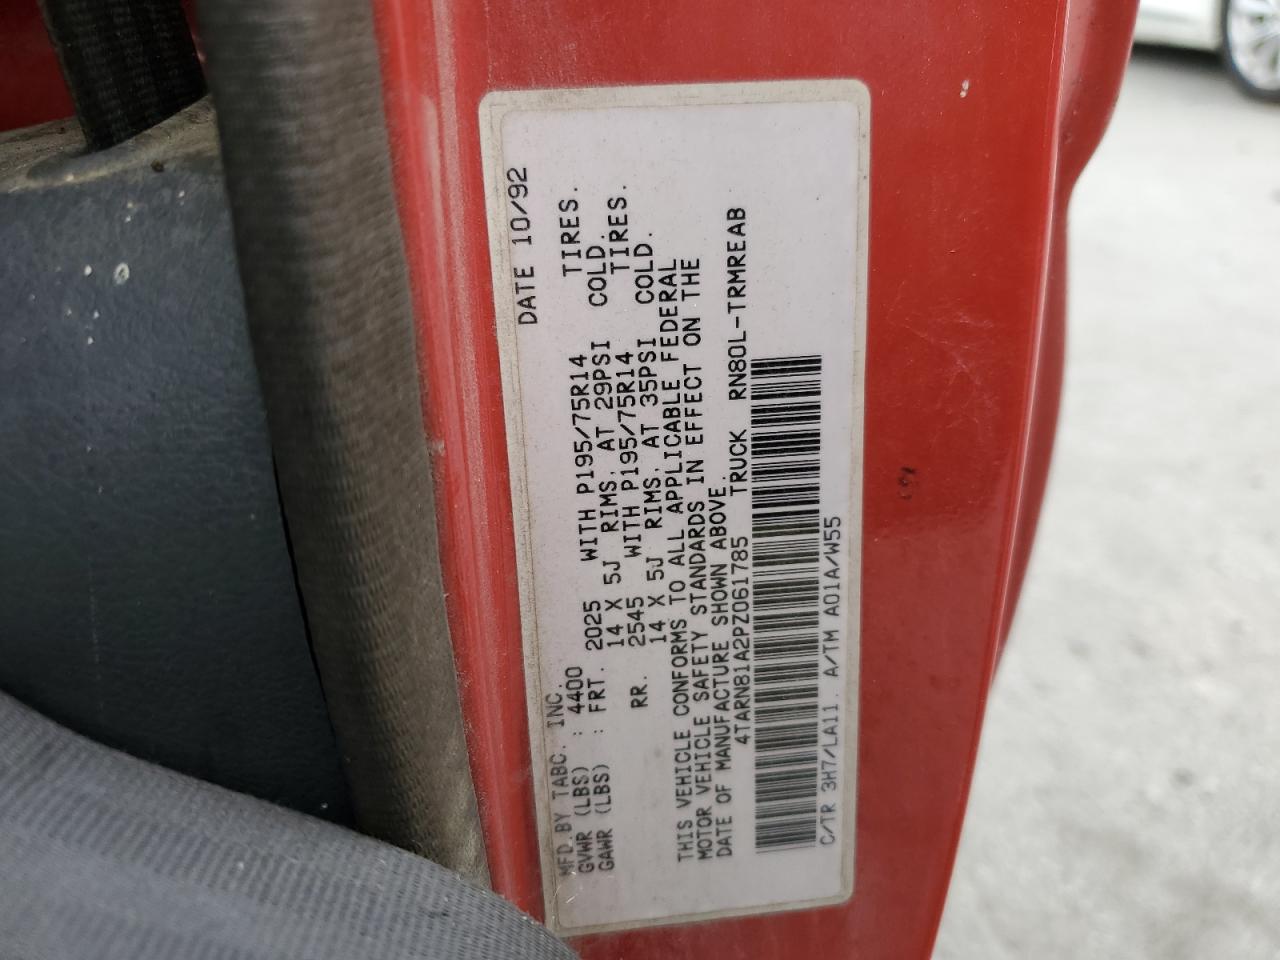 MFD.BY TABC. INC. DATE 10/92
GVWR (LBS) : 4400
GAWR (LBS) : FRT. 2025 WITH P195/75R14 TIRES.
14 X 5J RIMS. AT 29PSI COLD.
RR. 2545 WITH P195/75R14 TIRES.
14 X 5J RIMS. AT 35PSI COLD.
THIS VEHICLE CONFORMS TO ALL APPLICABLE FEDERAL
MOTOR VEHICLE SAFETY STANDARDS IN EFFECT ON THE
DATE OF MANUFACTURE SHOWN ABOVE.
4TARN81A2PZ061785 TRUCK RN80L-TRMREAB
C/TR 3H7/LA11. A/TM A01A/W55